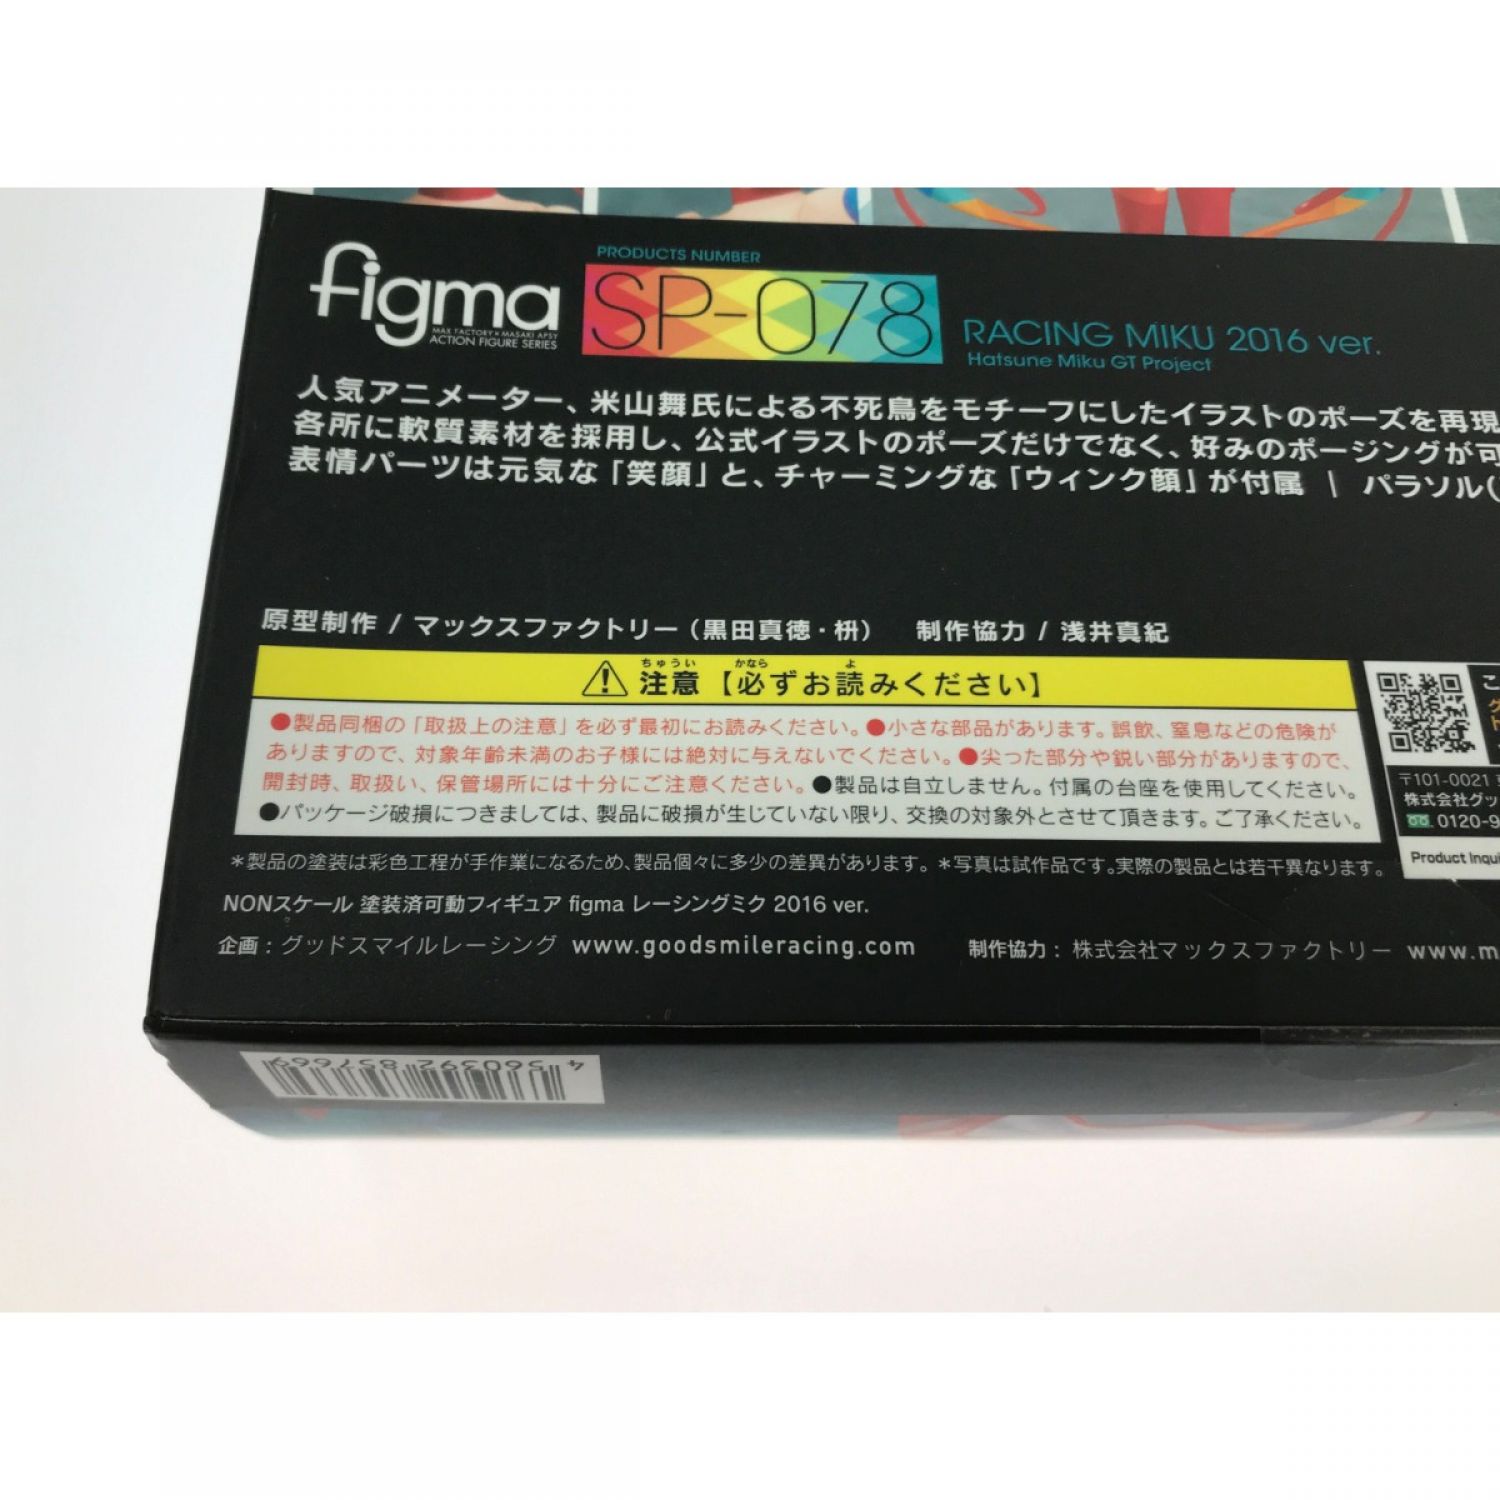 figma
MAX FACTORY × MASAKI APSY
ACTION FIGURE SERIES
PRODUCTS NUMBER
SP-078
RACING MIKU 2016 ver.
Hatsune Miku GT Project
人気アニメーター、米山舞氏による不死鳥をモチーフにしたイラストのポーズを再現
各所に軟質素材を採用し、公式イラストのポーズだけでなく、好みのポージングが可
表情パーツは元気な「笑顔」と、チャーミングな「ウィンク顔」が付属 | パラソル(
原型制作 / マックスファクトリー(黒田真徳・枡) 制作協力 / 浅井真紀
ちゅうい かなら よ
注意【必ずお読みください】
●製品同梱の「取扱上の注意」を必ず最初にお読みください。●小さな部品があります。誤飲、窒息などの危険が
ありますので、対象年齢未満のお子様には絶対に与えないでください。●尖った部分や鋭い部分がありますので、
開封時、取扱い、保管場所には十分にご注意ください。●製品は自立しません。付属の台座を使用してください。
●パッケージ破損につきましては、製品に破損が生じていない限り、交換の対象外とさせて頂きます。ご了承ください。
〒101-0021
株式会社グッ
0120-9
Product Inqui
*製品の塗装は彩色工程が手作業になるため、製品個々に多少の差異があります。*写真は試作品です。実際の製品とは若干異なります。
NONスケール 塗装済可動フィギュア figma レーシングミク 2016 ver.
企画:グッドスマイルレーシング www.goodsmileracing.com 制作協力:株式会社マックスファクトリー www.m
4 560392 857669